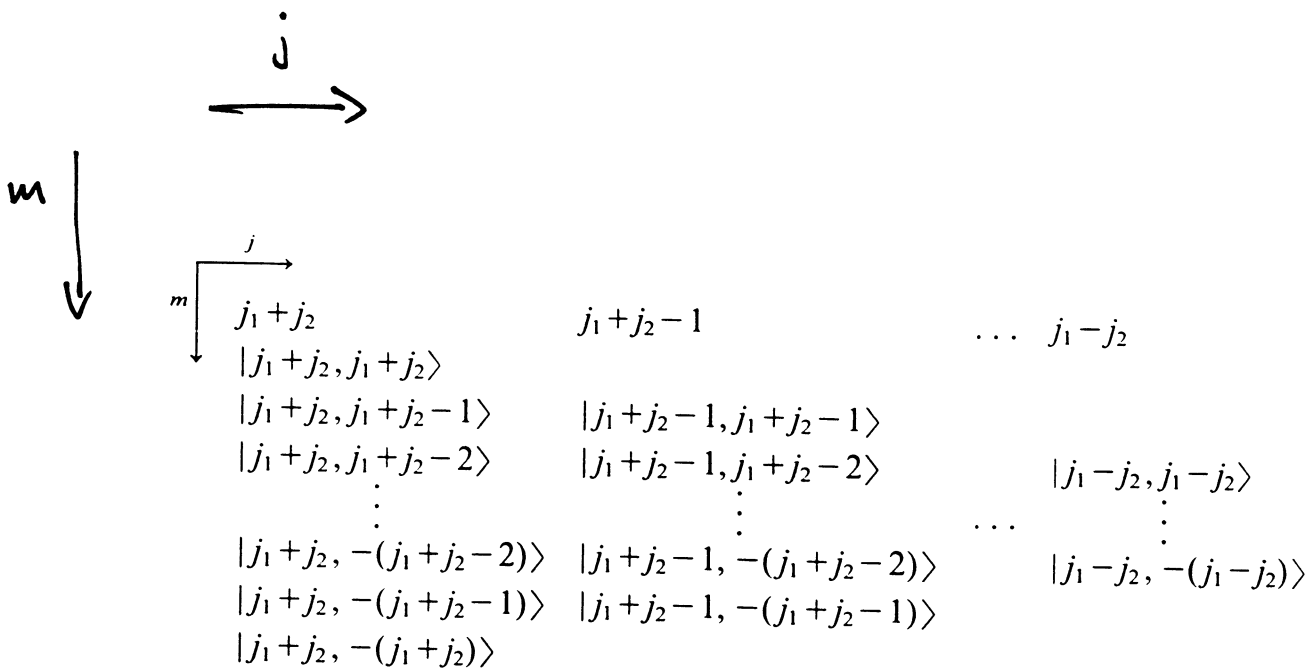 j
m
j
m
j₁+j₂ j₁+j₂−1 ... j₁−j₂
|j₁+j₂, j₁+j₂⟩
|j₁+j₂, j₁+j₂−1⟩ |j₁+j₂−1, j₁+j₂−1⟩
|j₁+j₂, j₁+j₂−2⟩ |j₁+j₂−1, j₁+j₂−2⟩ |j₁−j₂, j₁−j₂⟩
⋮ ⋮ ... ⋮
|j₁+j₂, −(j₁+j₂−2)⟩ |j₁+j₂−1, −(j₁+j₂−2)⟩ |j₁−j₂, −(j₁−j₂)⟩
|j₁+j₂, −(j₁+j₂−1)⟩ |j₁+j₂−1, −(j₁+j₂−1)⟩
|j₁+j₂, −(j₁+j₂)⟩